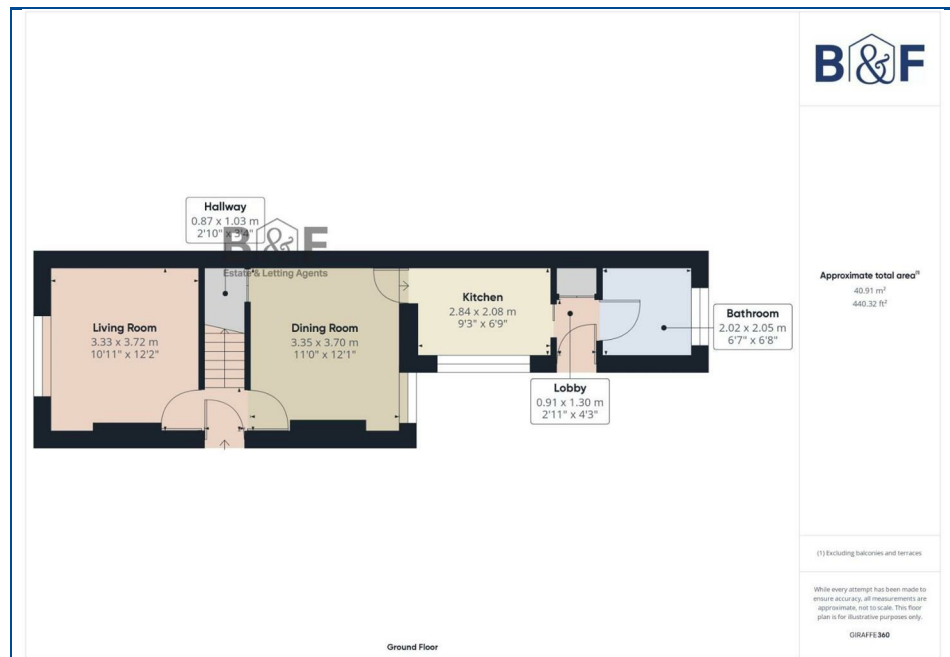 B&F
Hallway
0.87 x 1.03 m
2'10" x 3'4"
B&F
Estate & Letting Agents
Living Room
3.33 x 3.72 m
10'11" x 12'2"
Dining Room
3.35 x 3.70 m
11'0" x 12'1"
Kitchen
2.84 x 2.08 m
9'3" x 6'9"
Bathroom
2.02 x 2.05 m
6'7" x 6'8"
Lobby
0.91 x 1.30 m
2'11" x 4'3"
Ground Floor
Approximate total area⁽¹⁾
40.91 m²
440.32 ft²
(1) Excluding balconies and terraces
While every attempt has been made to
ensure accuracy, all measurements are
approximate, not to scale. This floor
plan is for illustrative purposes only.
GIRAFFE360